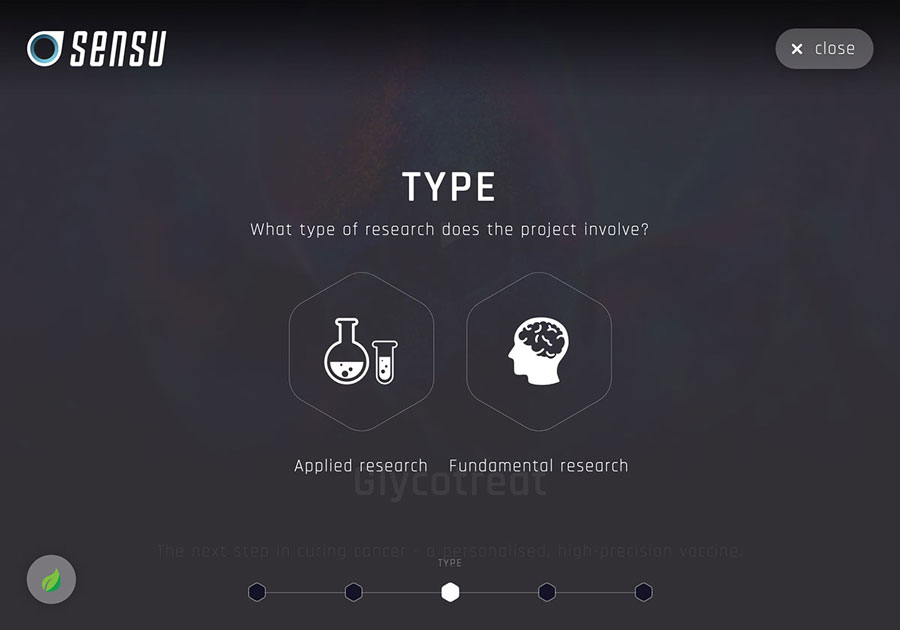 sensu
✕ close
TYPE
What type of research does the project involve?
Applied research
Fundamental research
Glycotreat
The next step in curing cancer - a personalised, high-precision vaccine.
TYPE